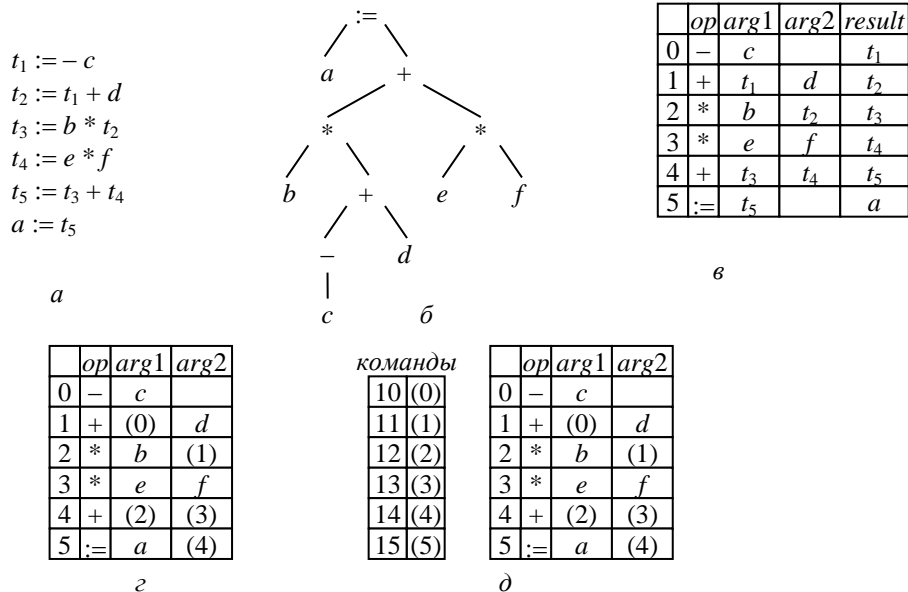 t₁ := – c
t₂ := t₁ + d
t₃ := b * t₂
t₄ := e * f
t₅ := t₃ + t₄
a := t₅
а
:=
a +
* *
b + e f
– d
c
б
op arg1 arg2 result
0 – c t₁
1 + t₁ d t₂
2 * b t₂ t₃
3 * e f t₄
4 + t₃ t₄ t₅
5 := t₅ a
в
op arg1 arg2
0 – c
1 + (0) d
2 * b (1)
3 * e f
4 + (2) (3)
5 := a (4)
г
команды
10 (0)
11 (1)
12 (2)
13 (3)
14 (4)
15 (5)
op arg1 arg2
0 – c
1 + (0) d
2 * b (1)
3 * e f
4 + (2) (3)
5 := a (4)
д